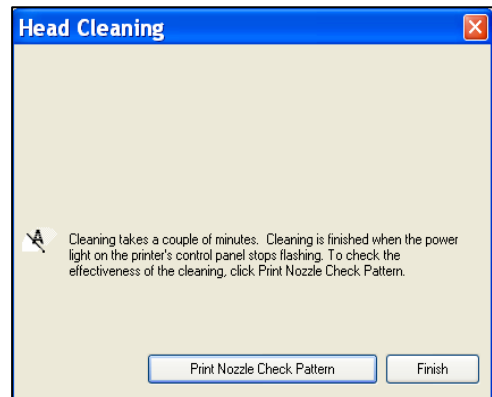 Head Cleaning
Cleaning takes a couple of minutes. Cleaning is finished when the power
light on the printer's control panel stops flashing. To check the
effectiveness of the cleaning, click Print Nozzle Check Pattern.
Print Nozzle Check Pattern Finish